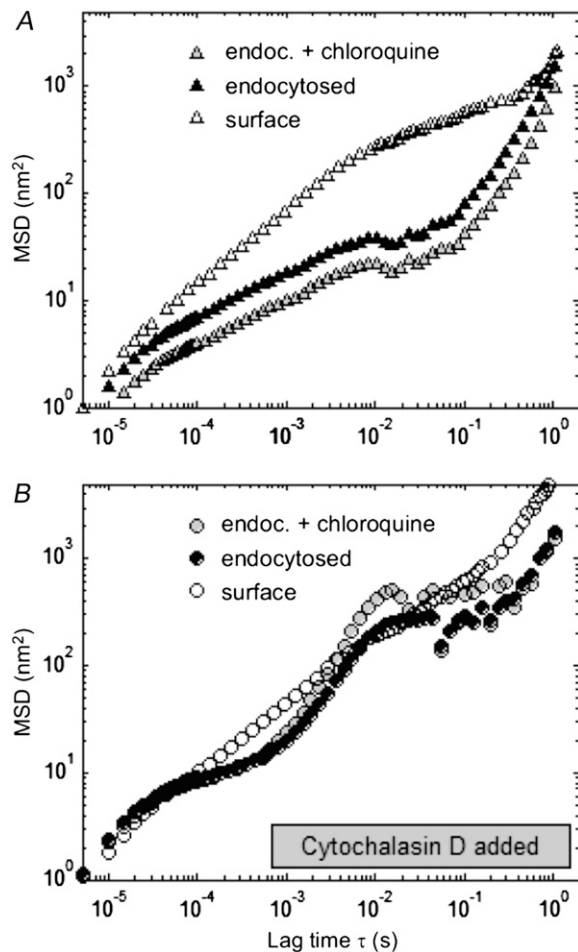 A
endoc. + chloroquine
endocytosed
surface
MSD (nm²)
10³
10²
10¹
10⁰
10⁻⁵ 10⁻⁴ 10⁻³ 10⁻² 10⁻¹ 10⁰
B
endoc. + chloroquine
endocytosed
surface
MSD (nm²)
10³
10²
10¹
10⁰
Cytochalasin D added
10⁻⁵ 10⁻⁴ 10⁻³ 10⁻² 10⁻¹ 10⁰
Lag time τ (s)